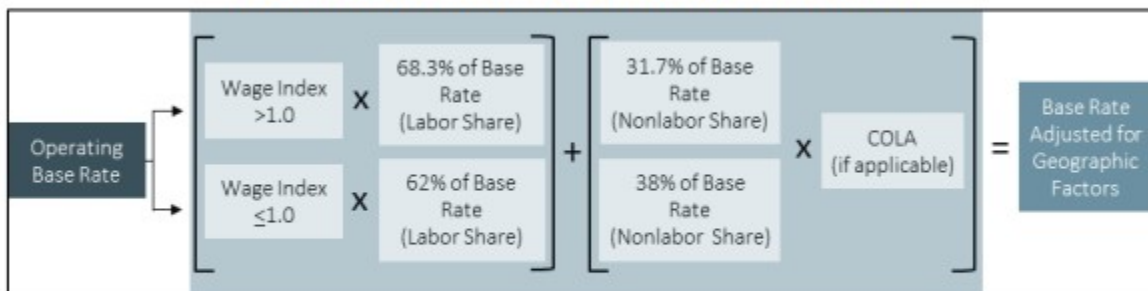 Operating
Base Rate
Wage Index
>1.0
X
68.3% of Base
Rate
(Labor Share)
Wage Index
≤1.0
X
62% of Base
Rate
(Labor Share)
+
31.7% of Base
Rate
(Nonlabor Share)
38% of Base
Rate
(Nonlabor Share)
X
COLA
(if applicable)
=
Base Rate
Adjusted for
Geographic
Factors